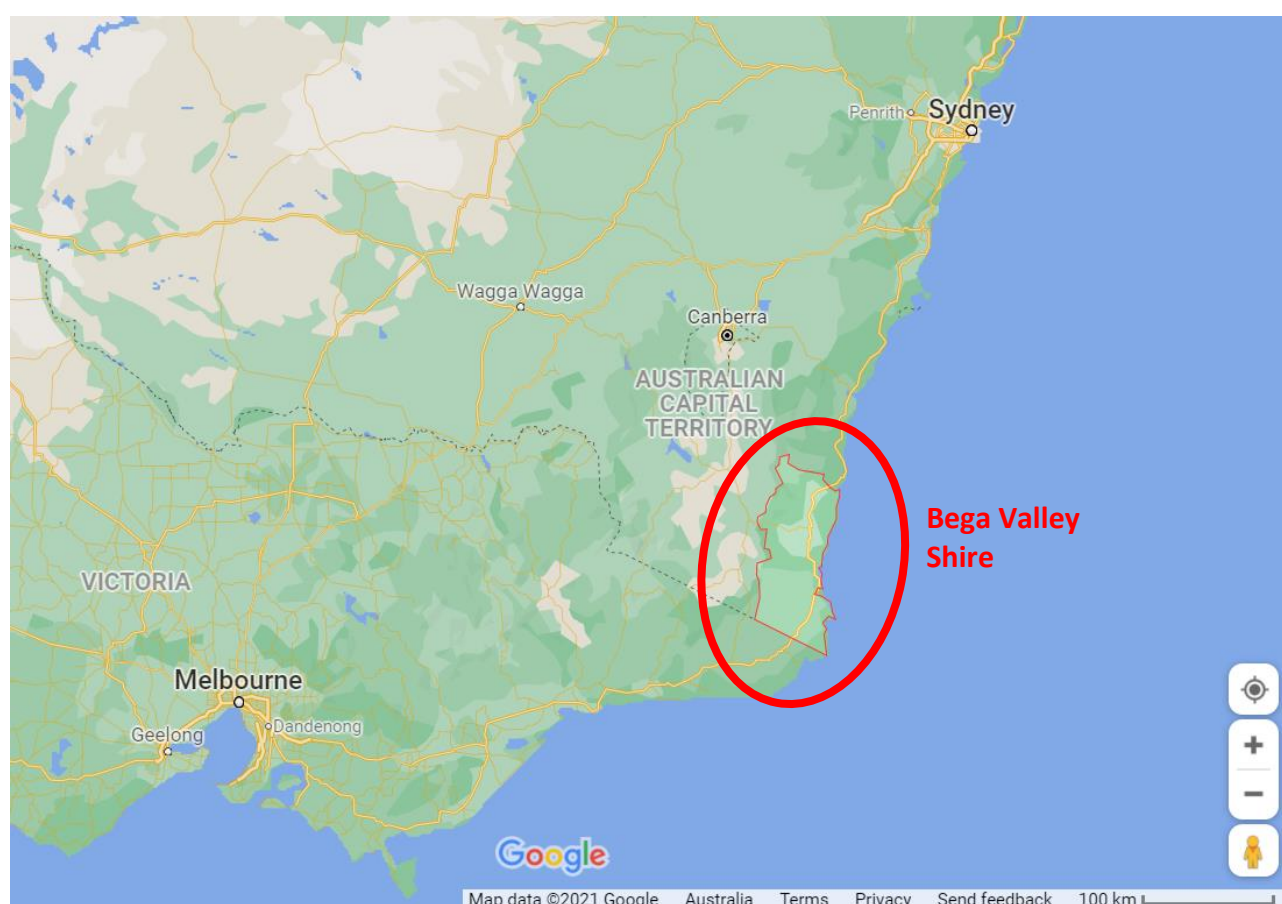 Penrith
Sydney
Wagga Wagga
Canberra
AUSTRALIAN
CAPITAL
TERRITORY
Bega Valley
Shire
VICTORIA
Melbourne
Geelong
Dandenong
Google
Map data ©2021 Google Australia Terms Privacy Send feedback 100 km